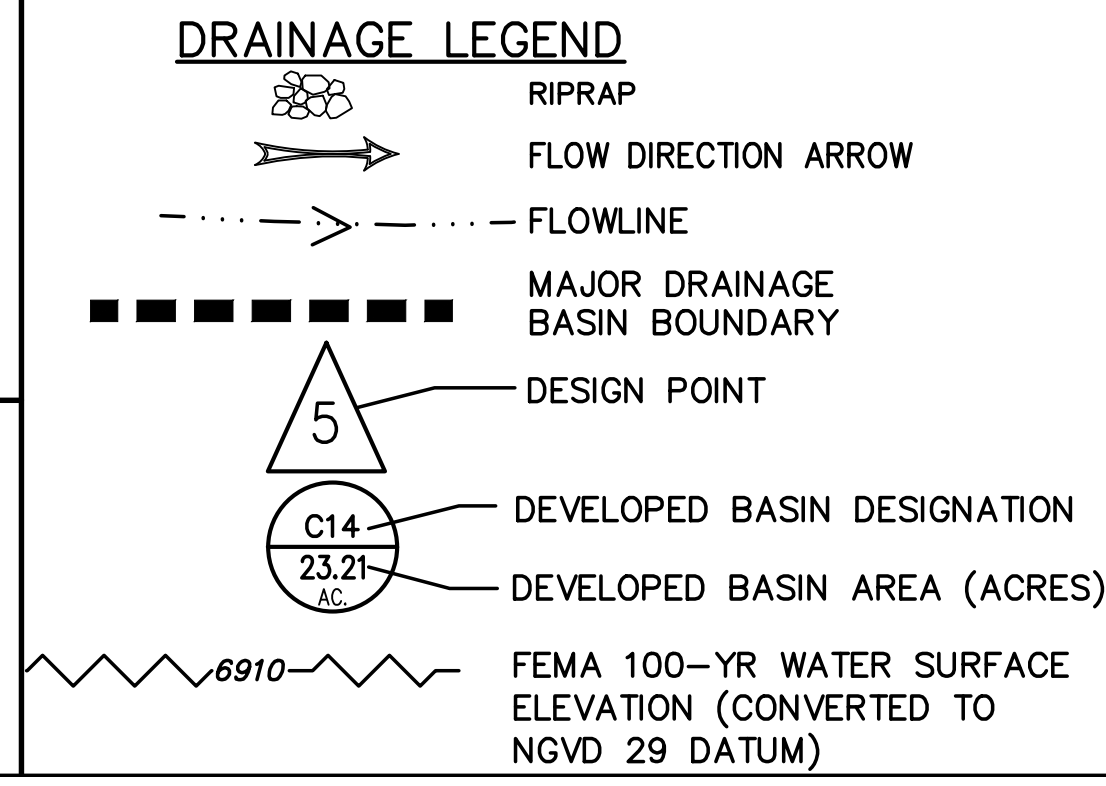 DRAINAGE LEGEND
RIPRAP
FLOW DIRECTION ARROW
FLOWLINE
MAJOR DRAINAGE
BASIN BOUNDARY
5
DESIGN POINT
C14
DEVELOPED BASIN DESIGNATION
23.21
AC.
DEVELOPED BASIN AREA (ACRES)
6910
FEMA 100-YR WATER SURFACE
ELEVATION (CONVERTED TO
NGVD 29 DATUM)